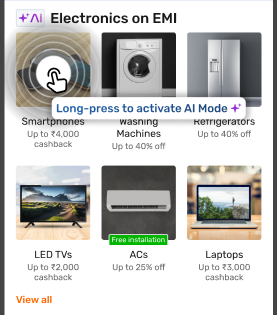 AI Electronics on EMI
Long-press to activate AI Mode
Smartphones
Up to ₹4,000
cashback
Washing
Machines
Up to 40% off
Refrigerators
Up to 40% off
Free installation
LED TVs
Up to ₹2,000
cashback
ACs
Up to 25% off
Laptops
Up to ₹3,000
cashback
View all